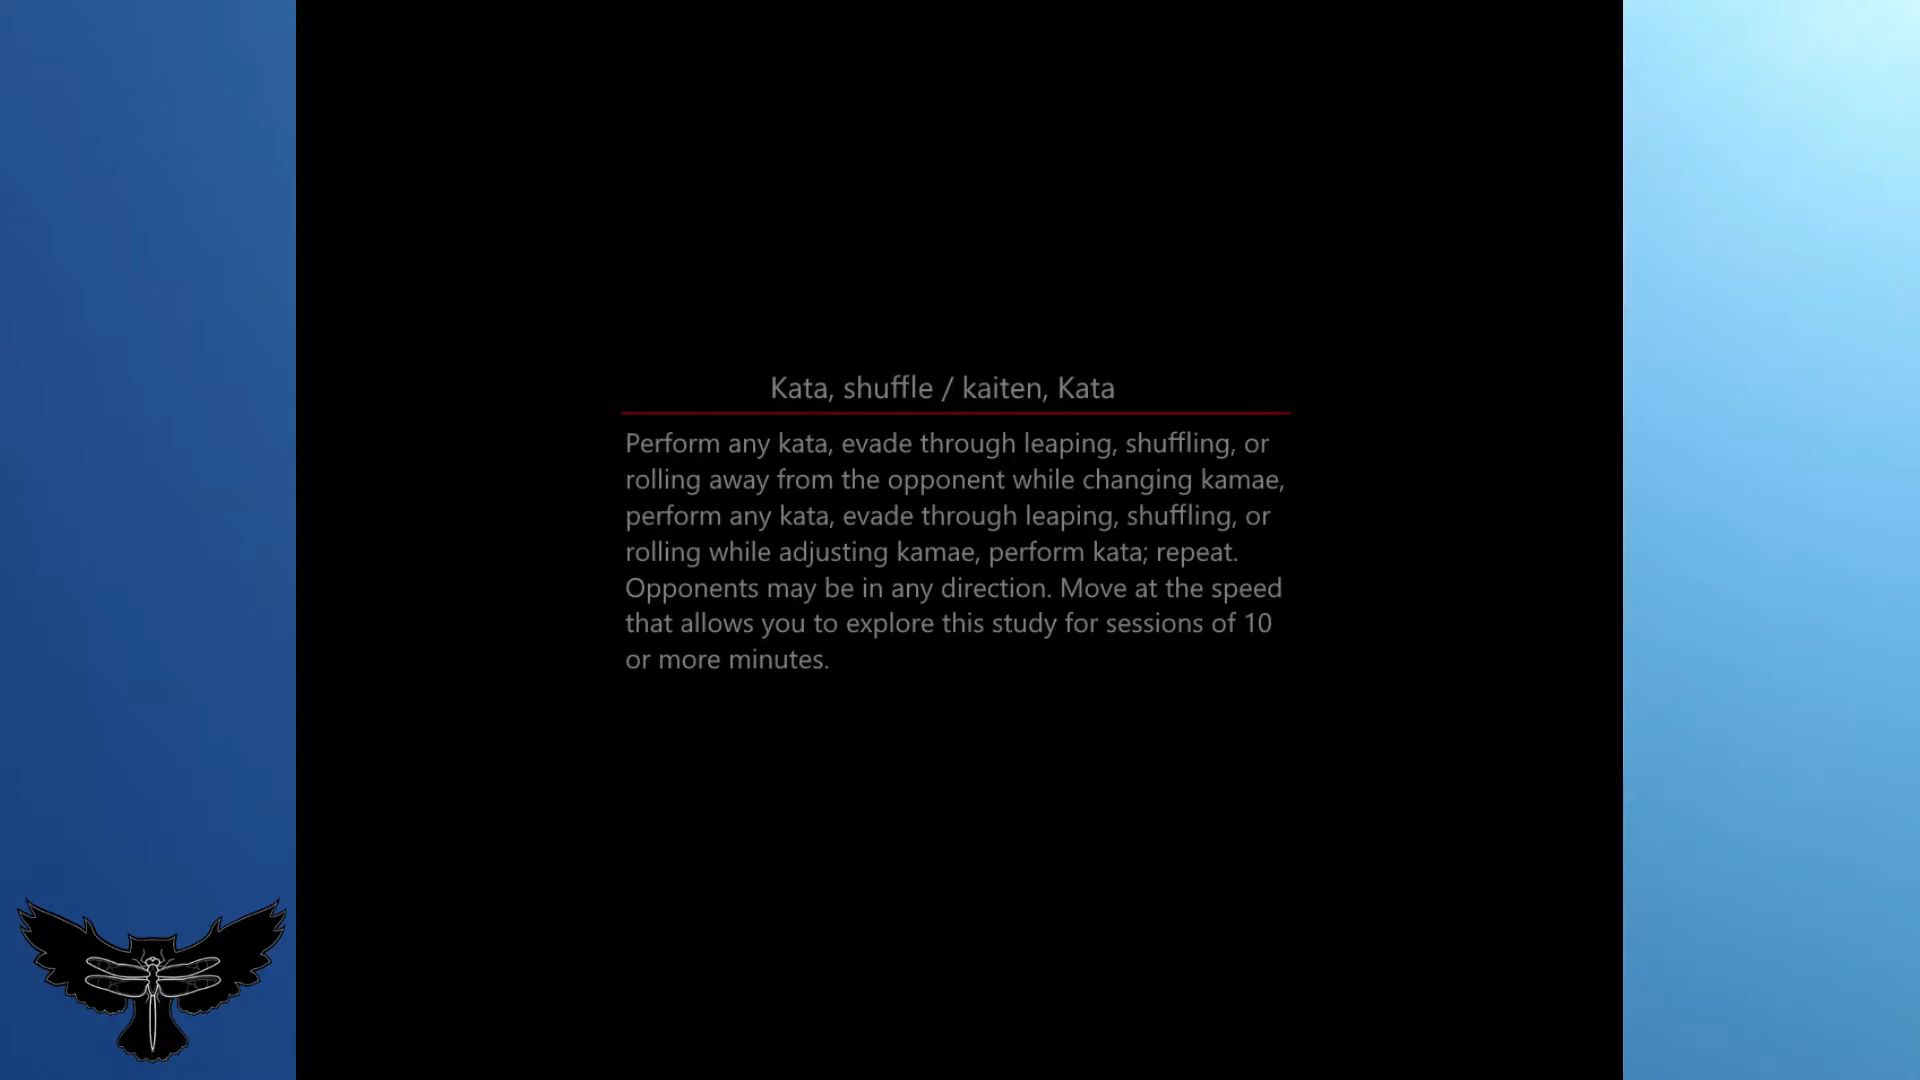 Kata, shuffle / kaiten, Kata
Perform any kata, evade through leaping, shuffling, or
rolling away from the opponent while changing kamae,
perform any kata, evade through leaping, shuffling, or
rolling while adjusting kamae, perform kata; repeat.
Opponents may be in any direction. Move at the speed
that allows you to explore this study for sessions of 10
or more minutes.